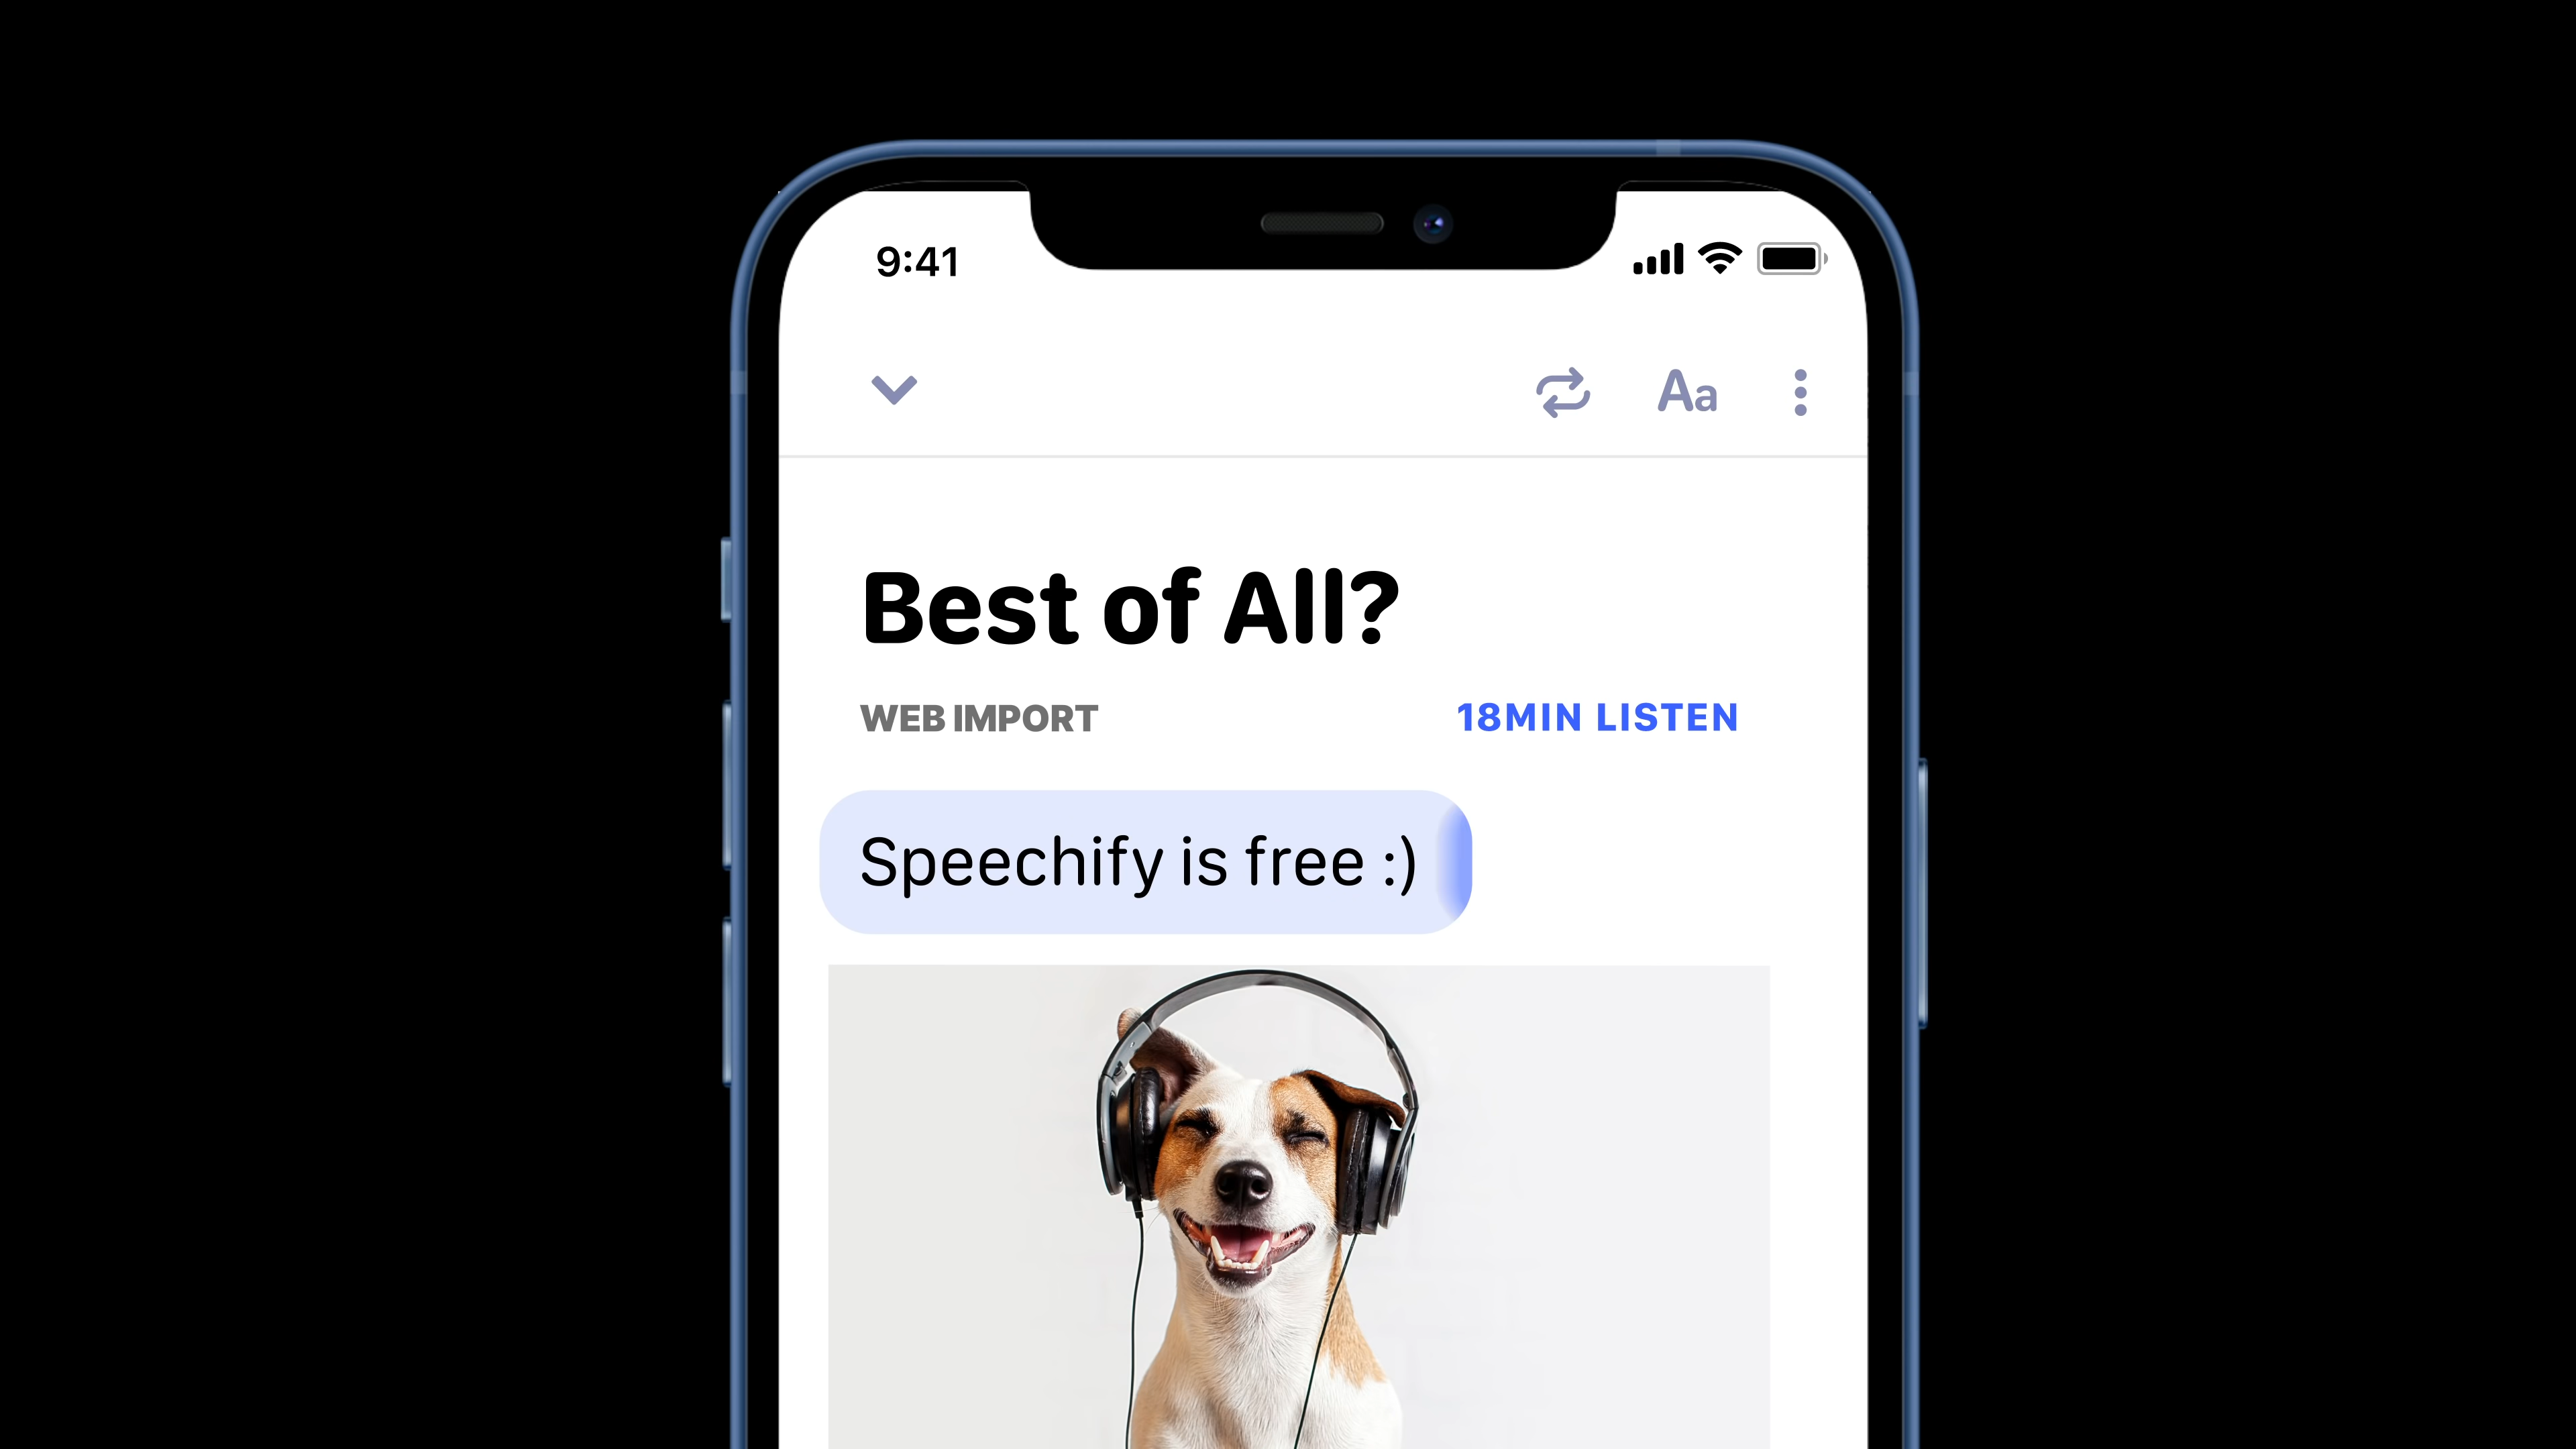 9:41
Aa
Best of All?
WEB IMPORT
18MIN LISTEN
Speechify is free :)